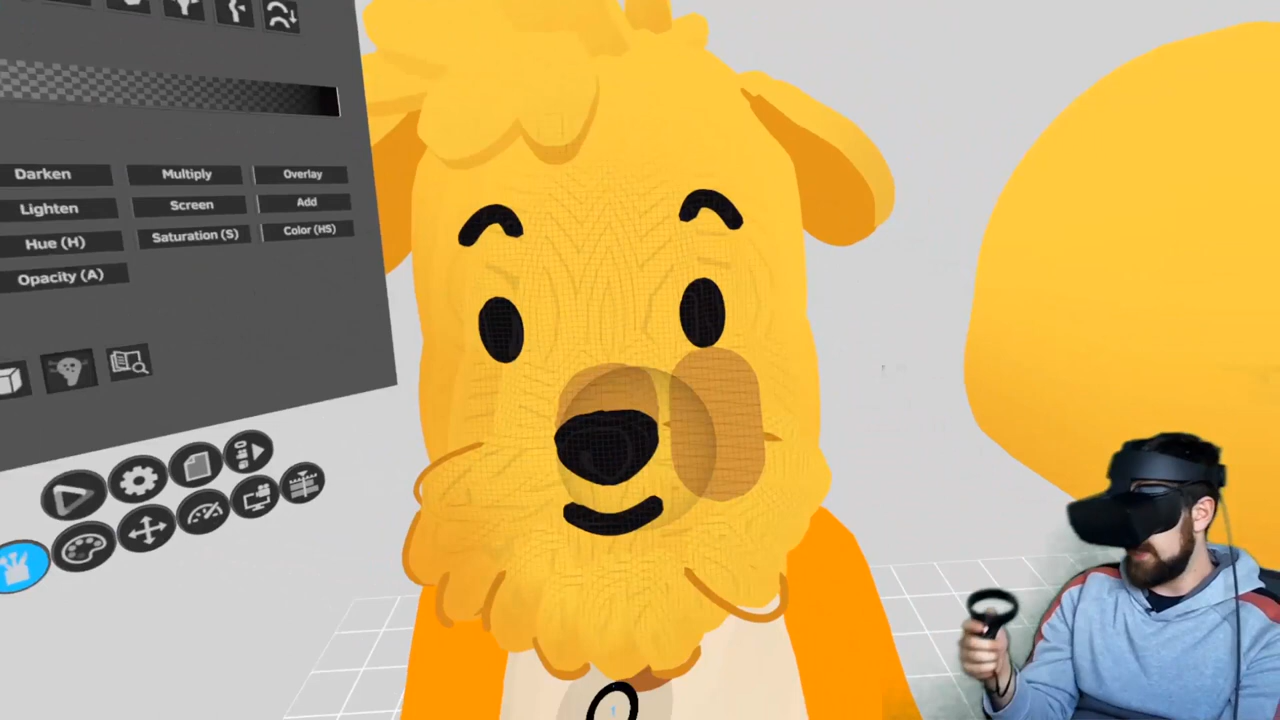 Darken Multiply Overlay
Lighten Screen Add
Hue (H) Saturation (S) Color (HS)
Opacity (A)